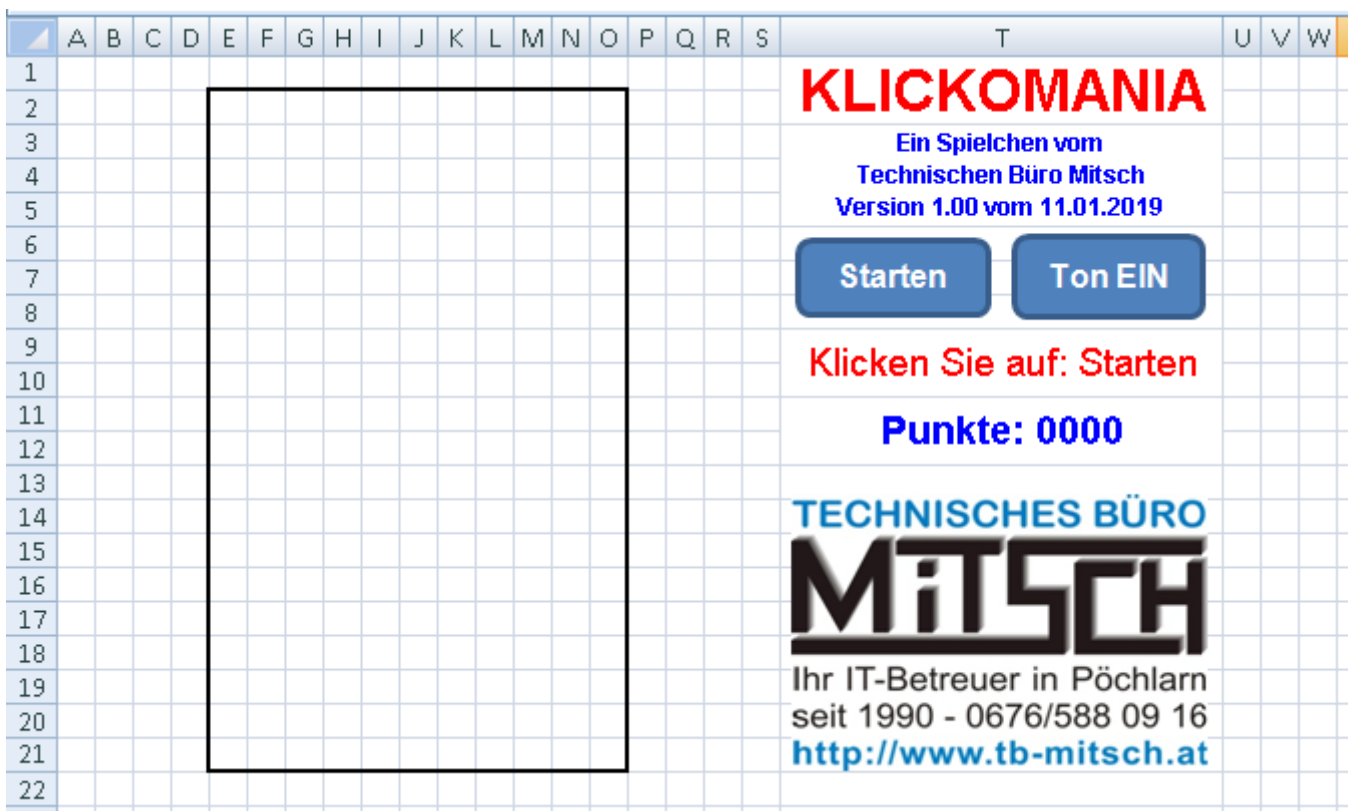 A B C D E F G H I J K L M N O P Q R S T U V W
1
KLICKOMANIA
2
3
Ein Spielchen vom
4
Technischen Büro Mitsch
5
Version 1.00 vom 11.01.2019
6
7
Starten Ton EIN
8
9
Klicken Sie auf: Starten
10
11
Punkte: 0000
12
13
14
TECHNISCHES BÜRO
15
16
MiTSCH
17
18
19
Ihr IT-Betreuer in Pöchlarn
20
seit 1990 - 0676/588 09 16
21
http://www.tb-mitsch.at
22